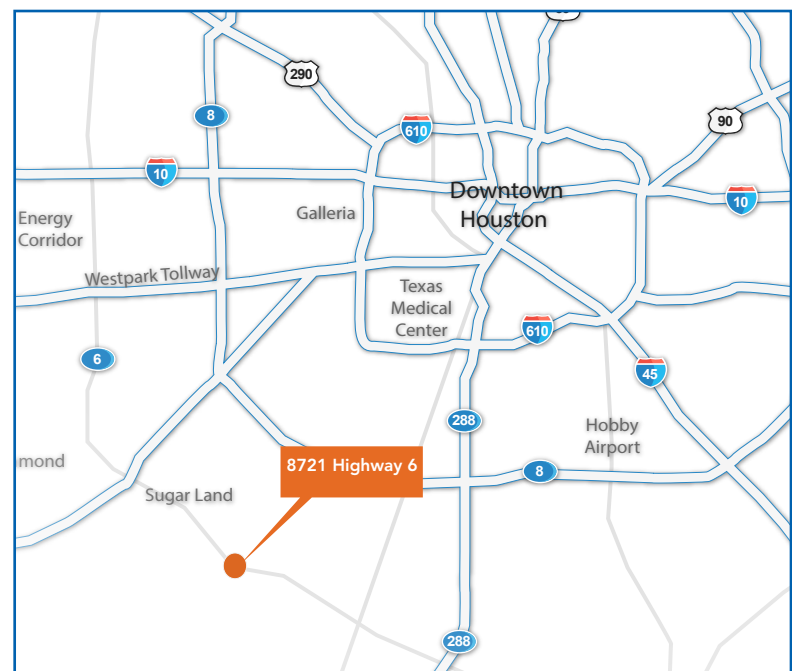 290
8
610
90
10
Downtown
Houston
10
Energy
Corridor
Galleria
Westpark Tollway
Texas
Medical
Center
610
6
45
288
Hobby
Airport
8721 Highway 6
mond
8
Sugar Land
288